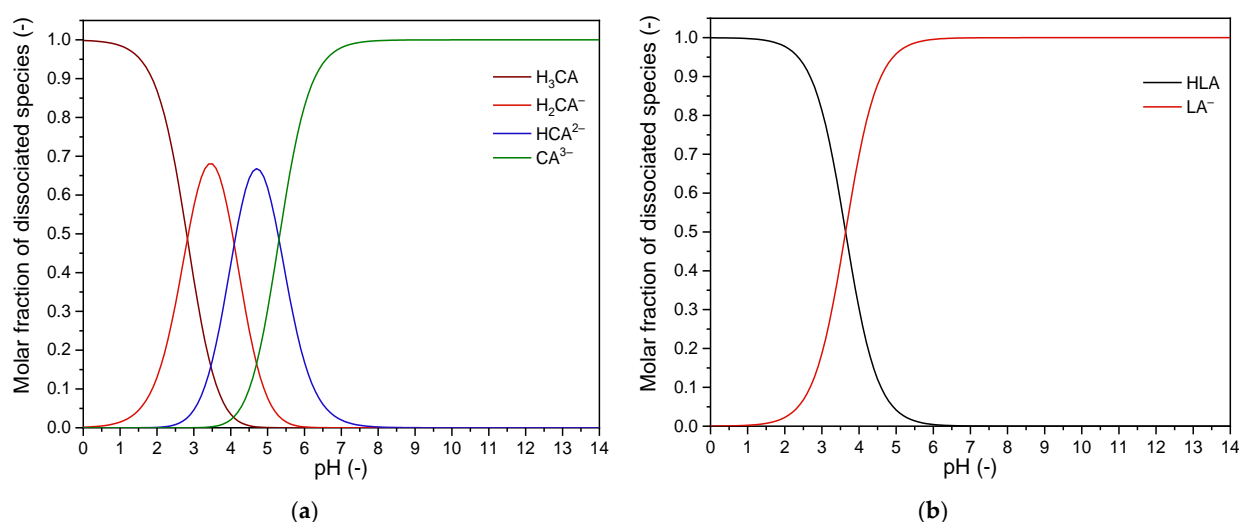 Molar fraction of dissociated species (-)
1.0
0.9
0.8
0.7
0.6
0.5
0.4
0.3
0.2
0.1
0.0
H₃CA
H₂CA⁻
HCA²⁻
CA³⁻
0 1 2 3 4 5 6 7 8 9 10 11 12 13 14
pH (-)
(a)
Molar fraction of dissociated species (-)
1.0
0.9
0.8
0.7
0.6
0.5
0.4
0.3
0.2
0.1
0.0
HLA
LA⁻
0 1 2 3 4 5 6 7 8 9 10 11 12 13 14
pH (-)
(b)